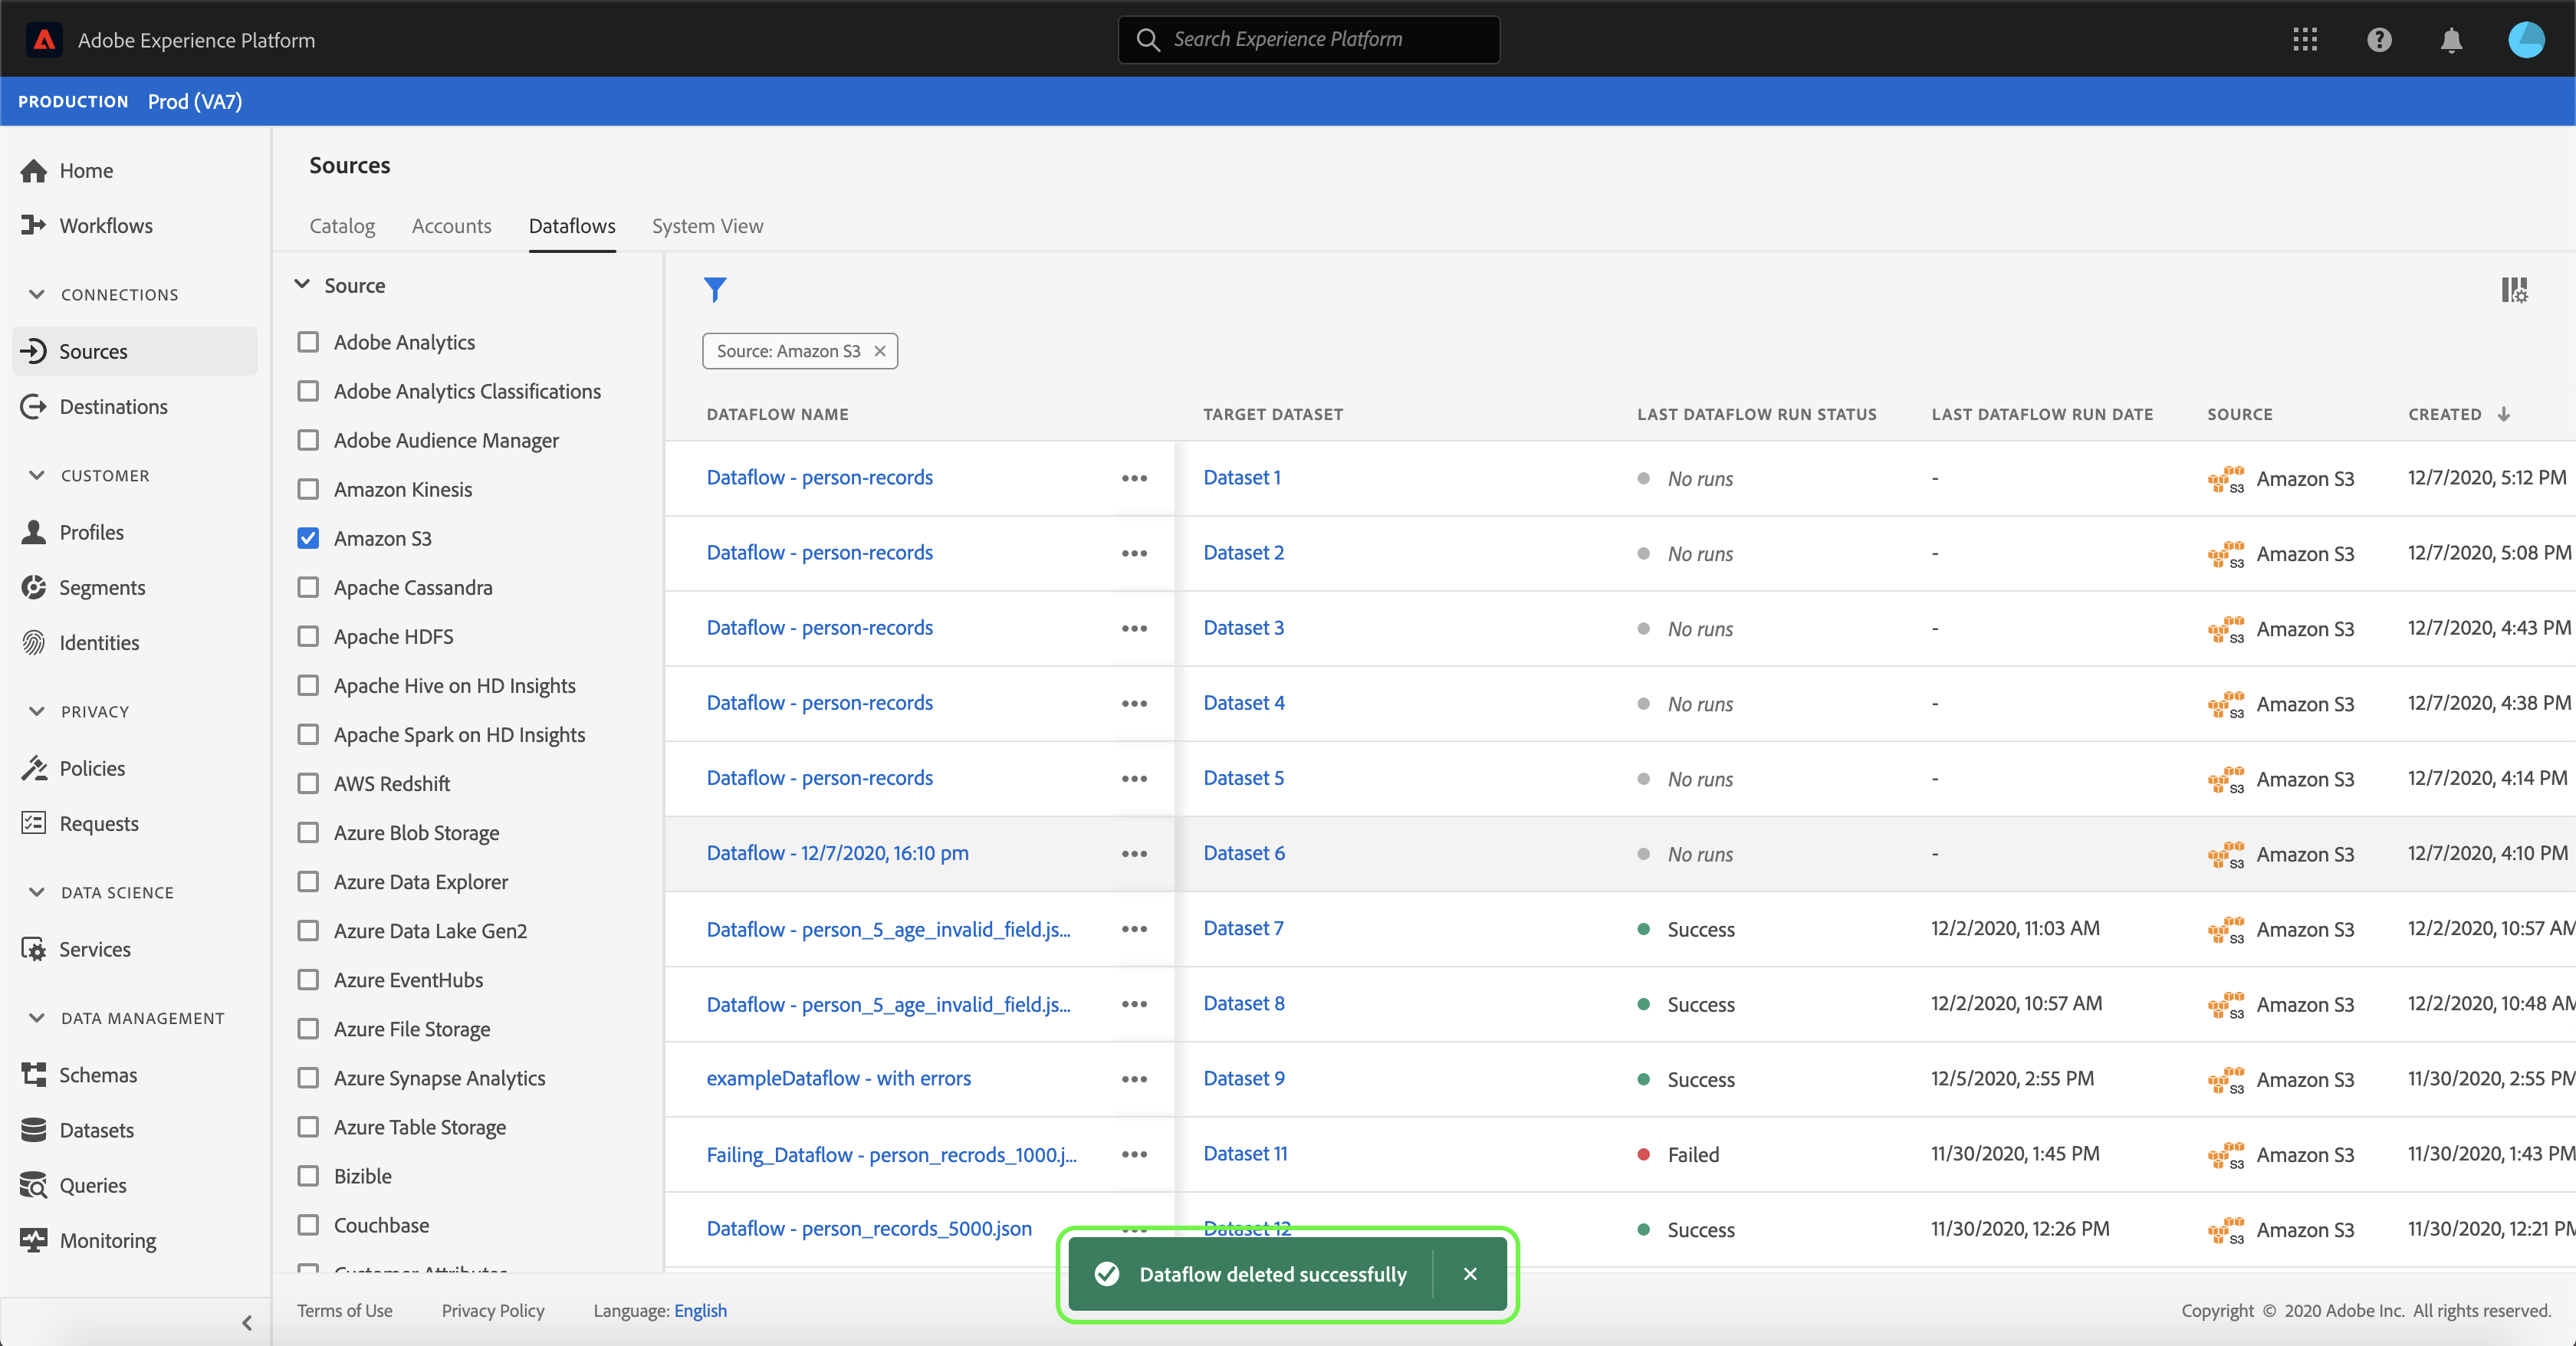 Adobe Experience Platform
Search Experience Platform
PRODUCTION Prod (VA7)
Home
Workflows
CONNECTIONS
Sources
Destinations
CUSTOMER
Profiles
Segments
Identities
PRIVACY
Policies
Requests
DATA SCIENCE
Services
DATA MANAGEMENT
Schemas
Datasets
Queries
Monitoring
Sources
Catalog Accounts Dataflows System View
Source
Adobe Analytics
Adobe Analytics Classifications
Adobe Audience Manager
Amazon Kinesis
Amazon S3
Apache Cassandra
Apache HDFS
Apache Hive on HD Insights
Apache Spark on HD Insights
AWS Redshift
Azure Blob Storage
Azure Data Explorer
Azure Data Lake Gen2
Azure EventHubs
Azure File Storage
Azure Synapse Analytics
Azure Table Storage
Bizible
Couchbase
Customer Attributes
Source: Amazon S3
DATAFLOW NAME TARGET DATASET LAST DATAFLOW RUN STATUS LAST DATAFLOW RUN DATE SOURCE CREATED
Dataflow - person-records Dataset 1 No runs - S3 Amazon S3 12/7/2020, 5:12 PM
Dataflow - person-records Dataset 2 No runs - S3 Amazon S3 12/7/2020, 5:08 PM
Dataflow - person-records Dataset 3 No runs - S3 Amazon S3 12/7/2020, 4:43 PM
Dataflow - person-records Dataset 4 No runs - S3 Amazon S3 12/7/2020, 4:38 PM
Dataflow - person-records Dataset 5 No runs - S3 Amazon S3 12/7/2020, 4:14 PM
Dataflow - 12/7/2020, 16:10 pm Dataset 6 No runs - S3 Amazon S3 12/7/2020, 4:10 PM
Dataflow - person_5_age_invalid_field.js... Dataset 7 Success 12/2/2020, 11:03 AM S3 Amazon S3 12/2/2020, 10:57 AM
Dataflow - person_5_age_invalid_field.js... Dataset 8 Success 12/2/2020, 10:57 AM S3 Amazon S3 12/2/2020, 10:48 AM
exampleDataflow - with errors Dataset 9 Success 12/5/2020, 2:55 PM S3 Amazon S3 11/30/2020, 2:55 PM
Failing_Dataflow - person_recrods_1000.j... Dataset 11 Failed 11/30/2020, 1:45 PM S3 Amazon S3 11/30/2020, 1:43 PM
Dataflow - person_records_5000.json Dataset 12 Success 11/30/2020, 12:26 PM S3 Amazon S3 11/30/2020, 12:21 PM
Dataflow deleted successfully
Terms of Use Privacy Policy Language: English
Copyright © 2020 Adobe Inc. All rights reserved.